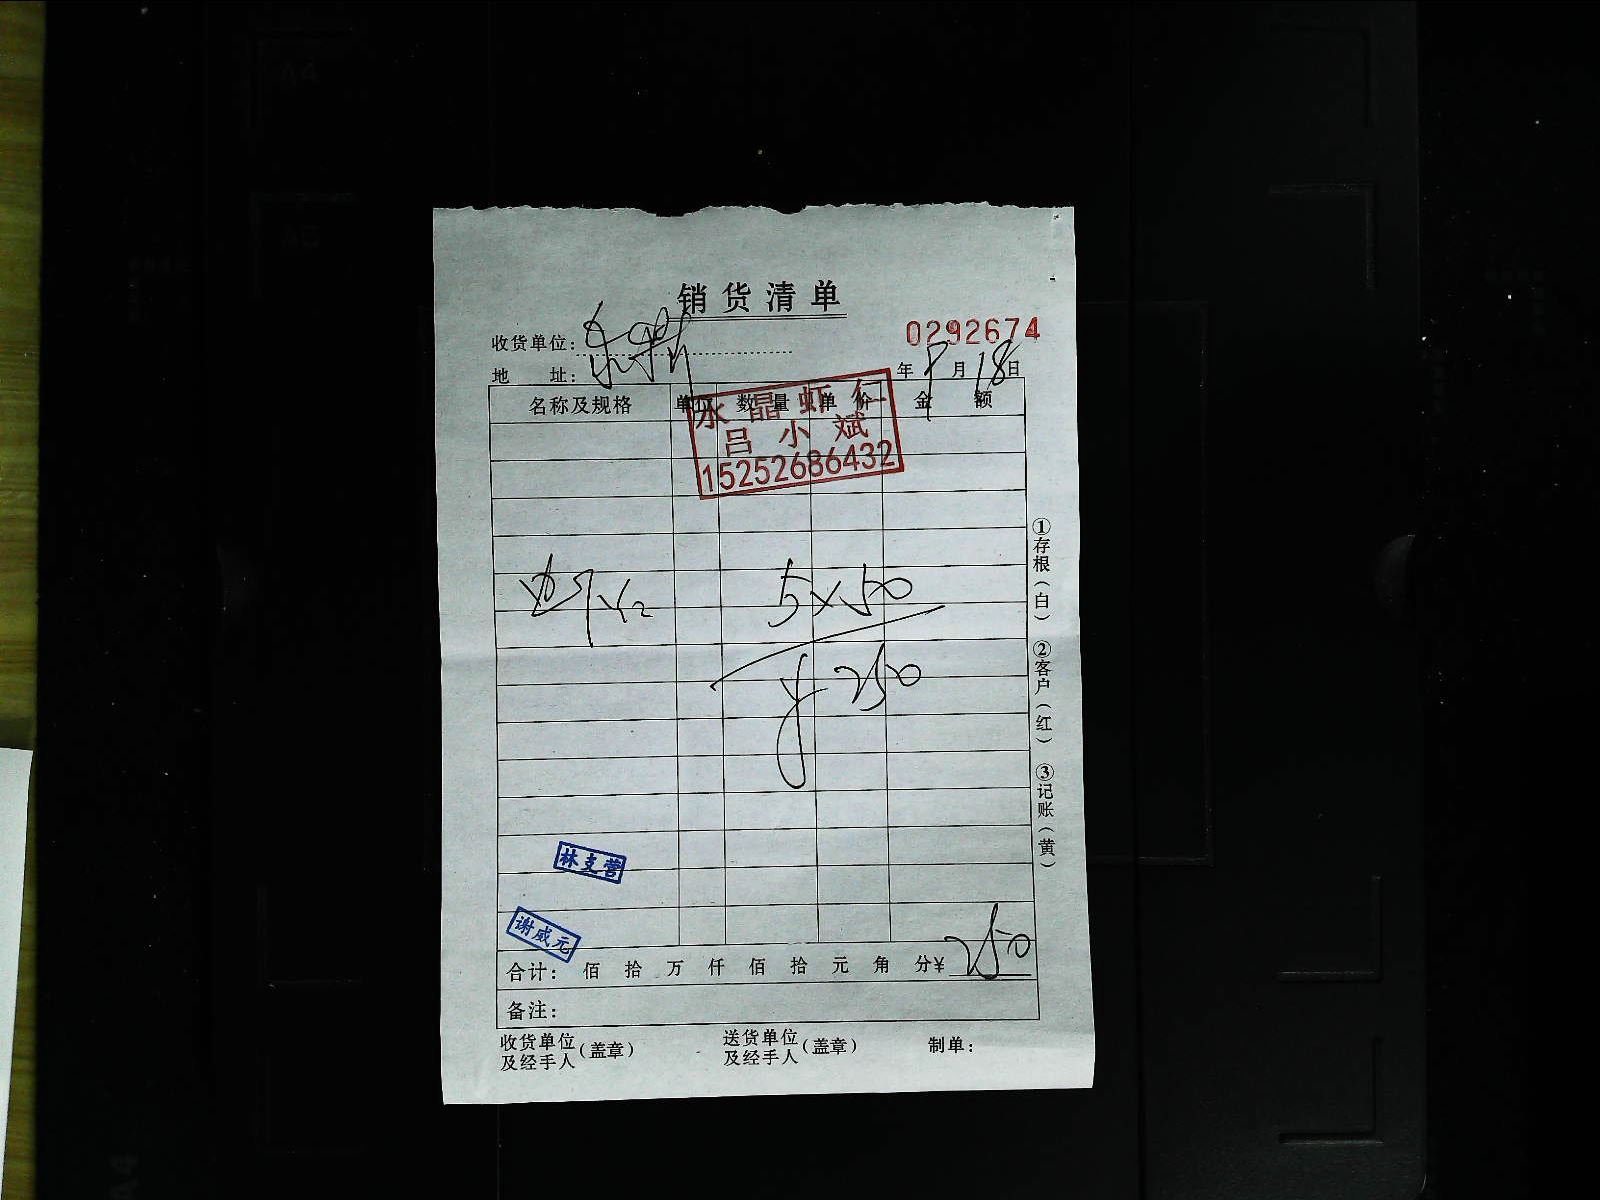 销货清单
收货单位:
0292674
地 址:
年 8 月 18 日
名称及规格 单位 数量 单价 金额
水晶虾仁
吕小斌
15252686432
5×50
¥250
林支营
谢威元
合计: 佰 拾 万 仟 佰 拾 元 角 分¥ 250
备注:
收货单位及经手人(盖章) 送货单位及经手人(盖章) 制单:
①存根(白) ②客户(红) ③记账(黄)